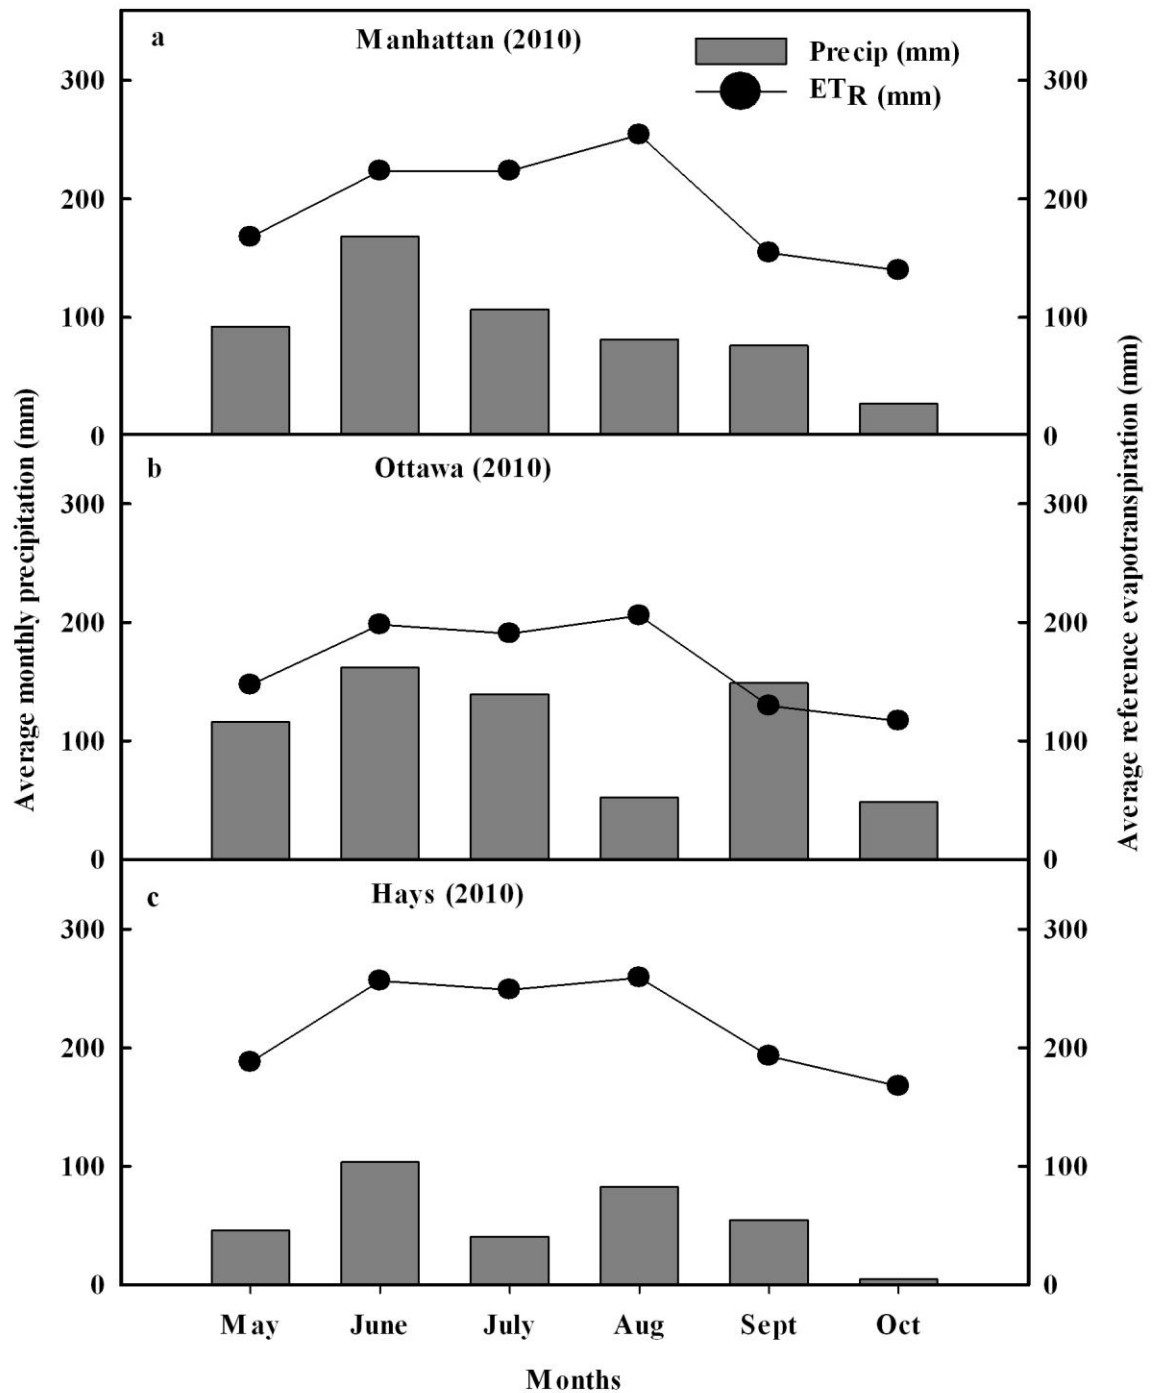 a
Manhattan (2010)
Precip (mm)
ETR (mm)
300
200
100
0
300
200
100
0
b
Ottawa (2010)
300
200
100
0
300
200
100
0
c
Hays (2010)
300
200
100
0
300
200
100
0
Average monthly precipitation (mm)
Average reference evapotranspiration (mm)
May June July Aug Sept Oct
Months